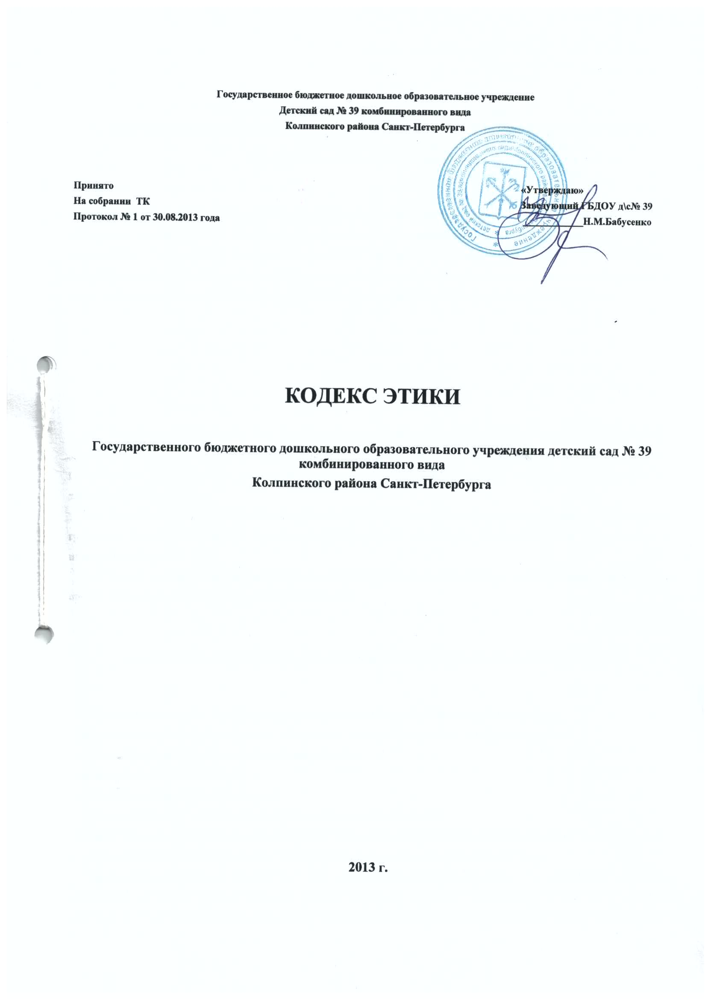 Государственное бюджетное дошкольное образовательное учреждение
Детский сад № 39 комбинированного вида
Колпинского района Санкт-Петербурга
Принято
На собрании ТК
Протокол № 1 от 30.08.2013 года
«Утверждаю»
Заведующий ГБДОУ д\с№ 39
Н.М.Бабусенко
КОДЕКС ЭТИКИ
Государственного бюджетного дошкольного образовательного учреждения детский сад № 39
комбинированного вида
Колпинского района Санкт-Петербурга
2013 г.